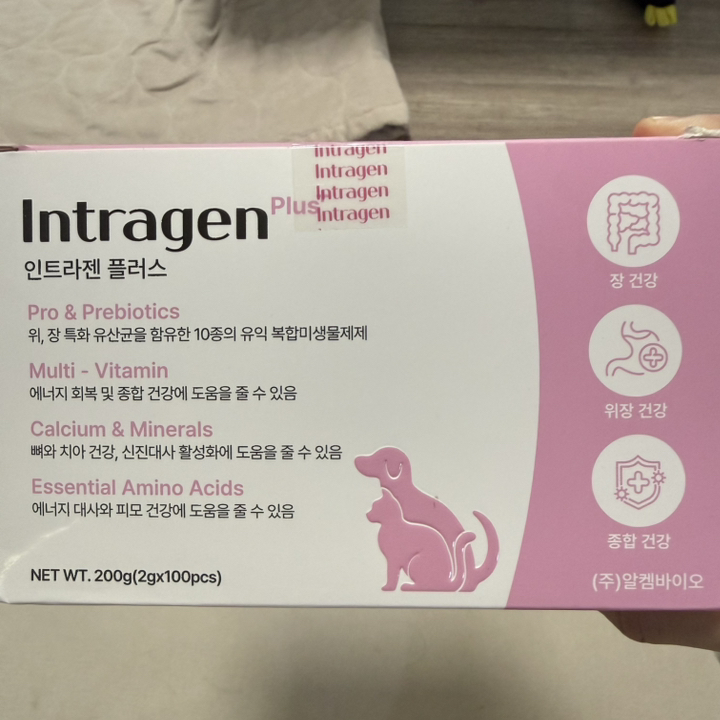 Intragen
Intragen
Intragen
Intragen
Intragen Plus
인트라젠 플러스
Pro & Prebiotics
위, 장 특화 유산균을 함유한 10종의 유익 복합미생물제제
Multi - Vitamin
에너지 회복 및 종합 건강에 도움을 줄 수 있음
Calcium & Minerals
뼈와 치아 건강, 신진대사 활성화에 도움을 줄 수 있음
Essential Amino Acids
에너지 대사와 피모 건강에 도움을 줄 수 있음
NET WT. 200g(2gx100pcs)
장 건강
위장 건강
종합 건강
(주)알켐바이오